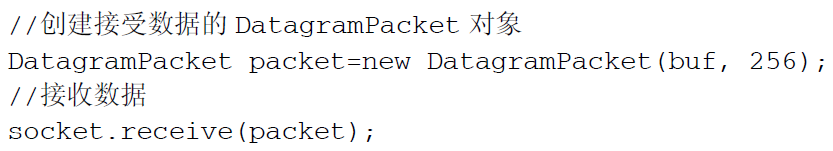 //创建接受数据的 DatagramPacket 对象
DatagramPacket packet=new DatagramPacket(buf, 256);
//接收数据
socket.receive(packet);